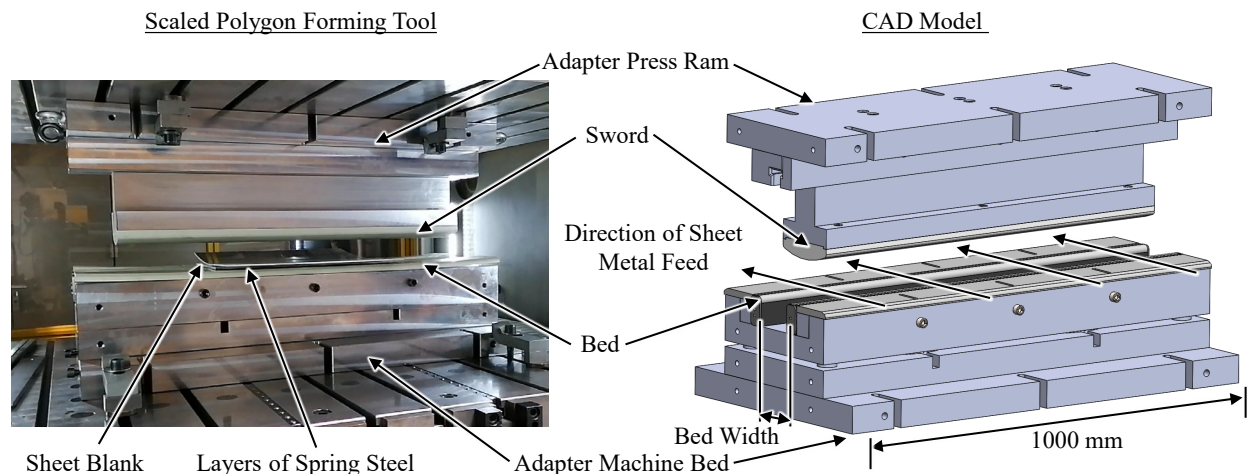 Scaled Polygon Forming Tool
CAD Model
Adapter Press Ram
Sword
Direction of Sheet
Metal Feed
Bed
Bed Width
1000 mm
Sheet Blank
Layers of Spring Steel
Adapter Machine Bed